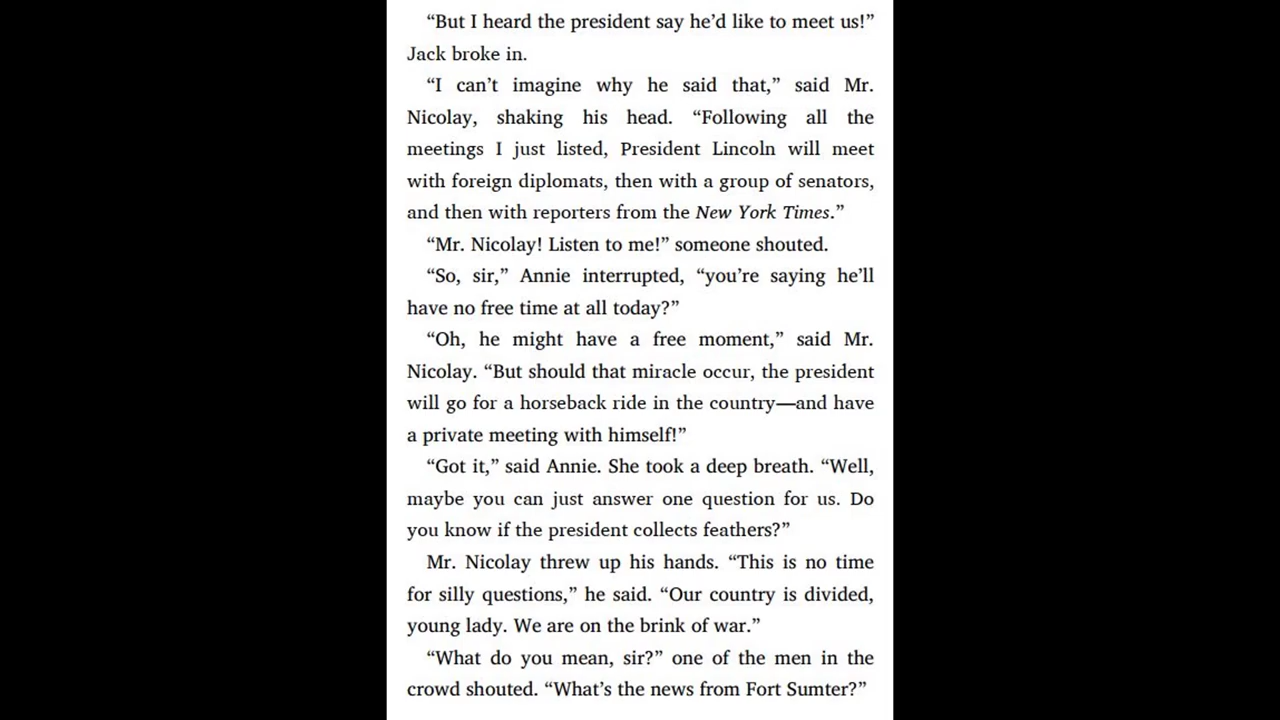 “But I heard the president say he’d like to meet us!”
Jack broke in.
“I can’t imagine why he said that,” said Mr.
Nicolay, shaking his head. “Following all the
meetings I just listed, President Lincoln will meet
with foreign diplomats, then with a group of senators,
and then with reporters from the New York Times.”
“Mr. Nicolay! Listen to me!” someone shouted.
“So, sir,” Annie interrupted, “you’re saying he’ll
have no free time at all today?”
“Oh, he might have a free moment,” said Mr.
Nicolay. “But should that miracle occur, the president
will go for a horseback ride in the country—and have
a private meeting with himself!”
“Got it,” said Annie. She took a deep breath. “Well,
maybe you can just answer one question for us. Do
you know if the president collects feathers?”
Mr. Nicolay threw up his hands. “This is no time
for silly questions,” he said. “Our country is divided,
young lady. We are on the brink of war.”
“What do you mean, sir?” one of the men in the
crowd shouted. “What’s the news from Fort Sumter?”